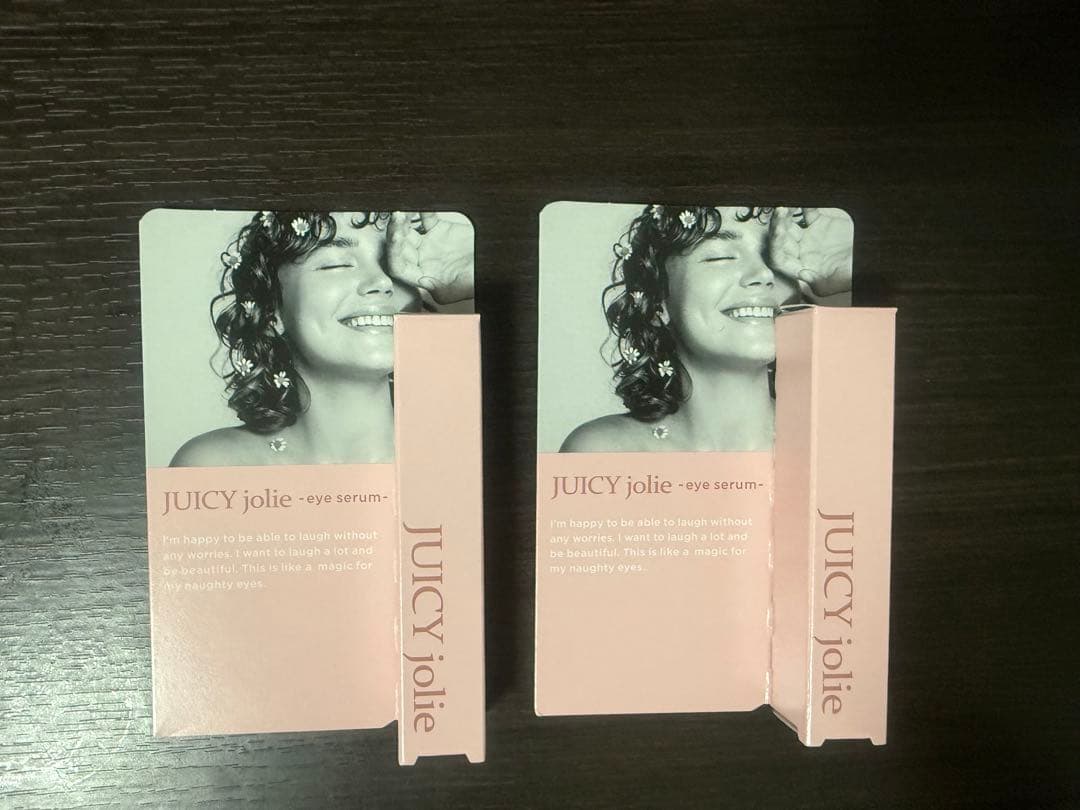 JUICY jolie -eye serum-
I'm happy to be able to laugh without
any worries. I want to laugh a lot and
be beautiful. This is like a magic for
my naughty eyes.
JUICY jolie
JUICY jolie -eye serum-
I'm happy to be able to laugh without
any worries. I want to laugh a lot and
be beautiful. This is like a magic for
my naughty eyes.
JUICY jolie